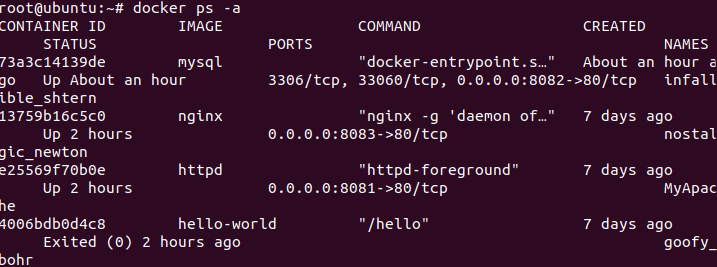 root@ubuntu:~# docker ps -a
CONTAINER ID        IMAGE               COMMAND                  CREATED
     STATUS              PORTS                                           NAMES
73a3c14139de        mysql               "docker-entrypoint.s…"   About an hour a
go   Up About an hour    3306/tcp, 33060/tcp, 0.0.0.0:8082->80/tcp   infall
ible_shtern
13759b16c5c0        nginx               "nginx -g 'daemon of…"   7 days ago
     Up 2 hours          0.0.0.0:8083->80/tcp                            nostal
gic_newton
e25569f70b0e        httpd               "httpd-foreground"       7 days ago
     Up 2 hours          0.0.0.0:8081->80/tcp                            MyApac
he
4006bdb0d4c8        hello-world         "/hello"                 7 days ago
     Exited (0) 2 hours ago                                              goofy_
bohr